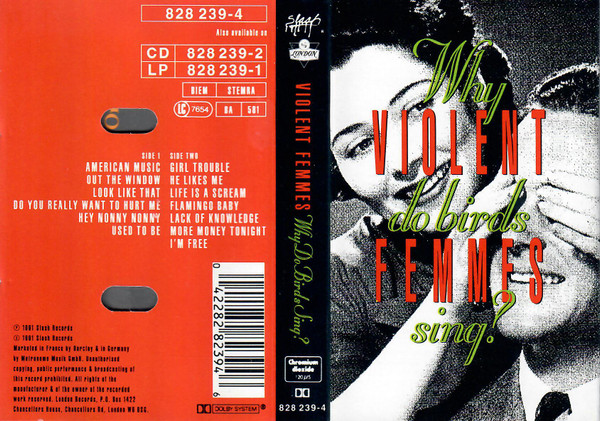 828 239-4
Also available as
CD 828 239-2
LP 828 239-1
BIEM STEMRA
LC 7654 BA 581
SIDE 1
AMERICAN MUSIC
OUT THE WINDOW
LOOK LIKE THAT
DO YOU REALLY WANT TO HURT ME
HEY NONNY NONNY
USED TO BE
SIDE TWO
GIRL TROUBLE
HE LIKES ME
LIFE IS A SCREAM
FLAMINGO BABY
LACK OF KNOWLEDGE
MORE MONEY TONIGHT
I'M FREE
0 42282 82394 6
℗ 1991 Slash Records
© 1991 Slash Records
Marketed in France by Barclay & in Germany
by Metronome Musik GmbH. Unauthorised
copying, public performance & broadcasting of
this record prohibited. All rights of the
manufacturer & of the owner of the recorded
work reserved. London Records, P.O. Box 1422
Chancellors House, Chancellors Rd, London W6 9SG.
slash
LONDON
VIOLENT FEMMES Why Do Birds Sing?
Chromium
dioxide
120 µS
DOLBY SYSTEM ®
828 239-4
Why
VIOLENT
do birds
FEMMES
sing?